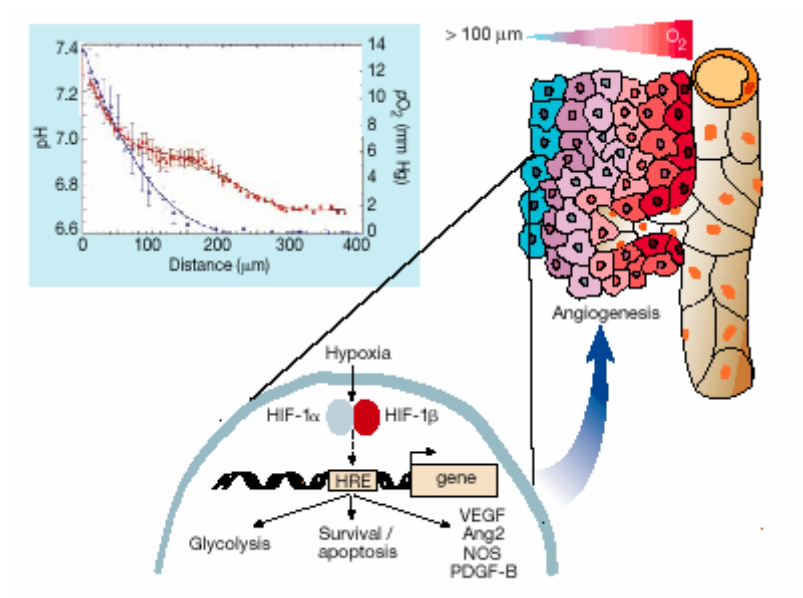 > 100 μm
O2
7.4
7.2
7.0
6.8
6.6
pH
14
12
10
8
6
4
2
0
pO2 (mm Hg)
0
100
200
300
400
Distance (μm)
Angiogenesis
Hypoxia
HIF-1α
HIF-1β
HRE
gene
Glycolysis
Survival /
apoptosis
VEGF
Ang2
NOS
PDGF-B